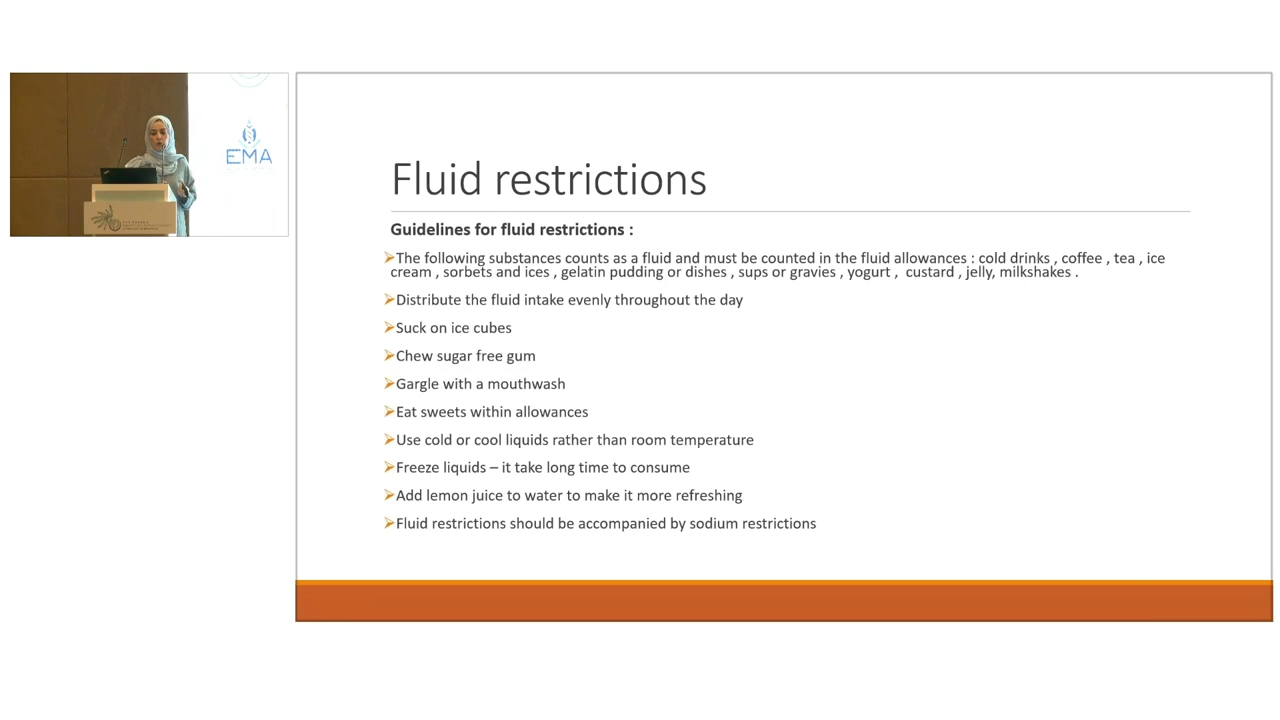 EMA
Fluid restrictions
Guidelines for fluid restrictions :
➢The following substances counts as a fluid and must be counted in the fluid allowances : cold drinks , coffee , tea , ice
cream , sorbets and ices , gelatin pudding or dishes , sups or gravies , yogurt ,  custard , jelly, milkshakes .
➢Distribute the fluid intake evenly throughout the day
➢Suck on ice cubes
➢Chew sugar free gum
➢Gargle with a mouthwash
➢Eat sweets within allowances
➢Use cold or cool liquids rather than room temperature
➢Freeze liquids – it take long time to consume
➢Add lemon juice to water to make it more refreshing
➢Fluid restrictions should be accompanied by sodium restrictions